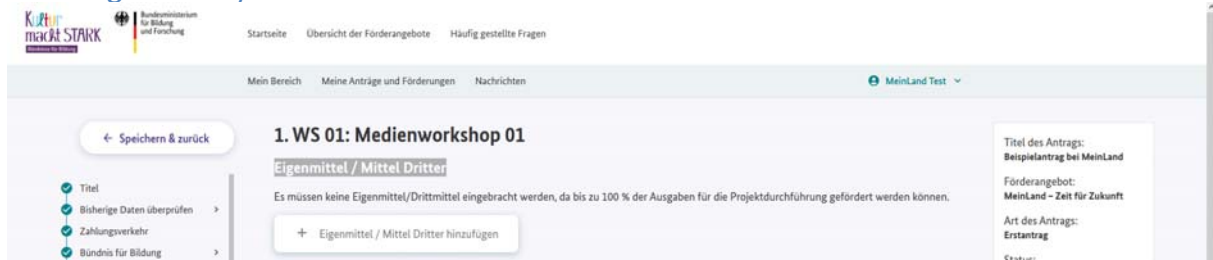 Kultur
macht STARK
Bündnisse für Bildung
Bundesministerium
für Bildung
und Forschung
Startseite Übersicht der Förderangebote Häufig gestellte Fragen
Mein Bereich Meine Anträge und Förderungen Nachrichten MeinLand Test
← Speichern & zurück
Titel
Bisherige Daten überprüfen >
Zahlungsverkehr
Bündnis für Bildung >
1. WS 01: Medienworkshop 01
Eigenmittel / Mittel Dritter
Es müssen keine Eigenmittel/Drittmittel eingebracht werden, da bis zu 100 % der Ausgaben für die Projektdurchführung gefördert werden können.
+ Eigenmittel / Mittel Dritter hinzufügen
Titel des Antrags:
Beispielantrag bei MeinLand
Förderangebot:
MeinLand – Zeit für Zukunft
Art des Antrags:
Erstantrag
Status: